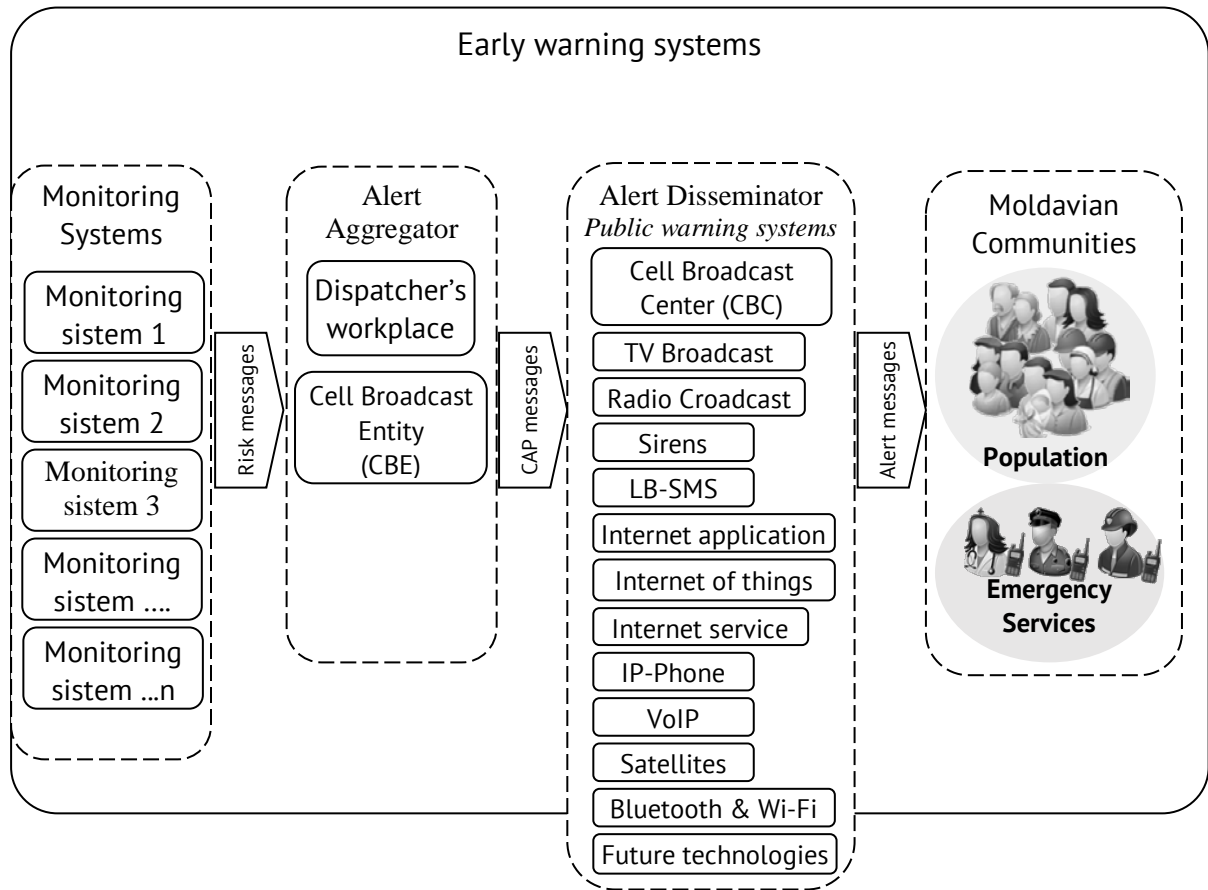 Early warning systems
Monitoring
Systems
Monitoring
sistem 1
Monitoring
sistem 2
Monitoring
sistem 3
Monitoring
sistem ....
Monitoring
sistem ...n
Risk messages
Alert
Aggregator
Dispatcher’s
workplace
Cell Broadcast
Entity
(CBE)
CAP messages
Alert Disseminator
Public warning systems
Cell Broadcast
Center (CBC)
TV Broadcast
Radio Croadcast
Sirens
LB-SMS
Internet application
Internet of things
Internet service
IP-Phone
VoIP
Satellites
Bluetooth & Wi-Fi
Future technologies
Alert messages
Moldavian
Communities
Population
Emergency
Services